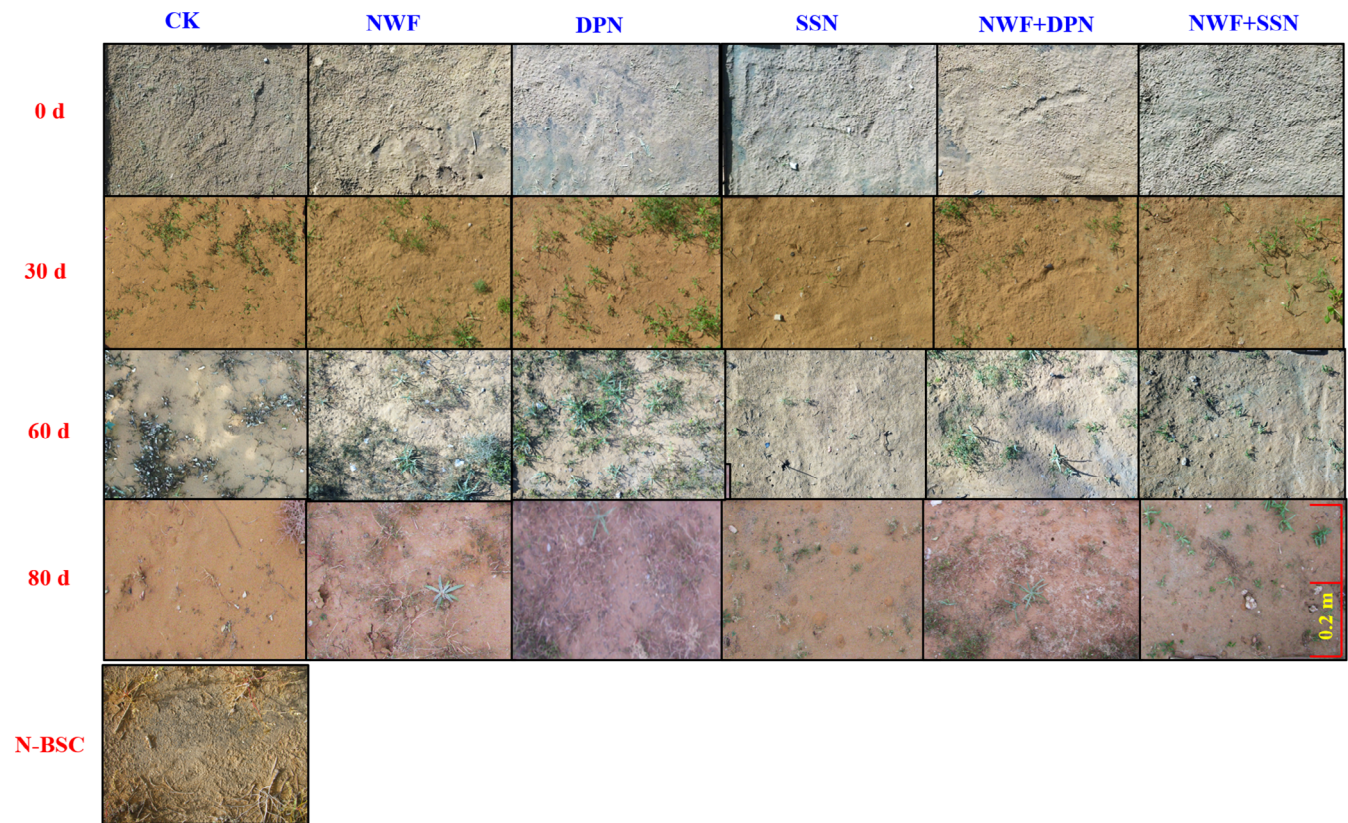 CK NWF DPN SSN NWF+DPN NWF+SSN
0 d
30 d
60 d
80 d
0.2 m
N-BSC